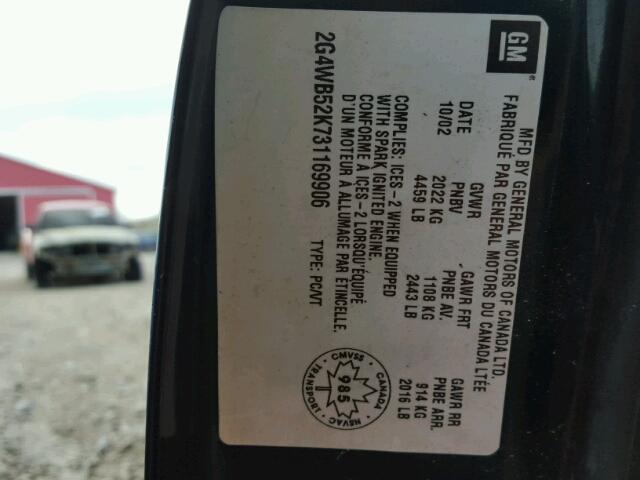 GM
MFD BY GENERAL MOTORS OF CANADA LTD.
FABRIQUÉ PAR GENERAL MOTORS DU CANADA LTÉE
DATE GVWR GAWR FRT GAWR RR
PNBV PNBE AV. PNBE ARR.
10/02 2022 KG 1108 KG 914 KG
4459 LB 2443 LB 2016 LB
COMPLIES: ICES-2 WHEN EQUIPPED
WITH SPARK IGNITED ENGINE.
CONFORME À ICES-2 LORSQU'ÉQUIPÉ
D'UN MOTEUR À ALLUMAGE PAR ÉTINCELLE.
2G4WB52K731169906 TYPE: PC/VT
CMVSS
985
NSVAC
TRANSPORT CANADA